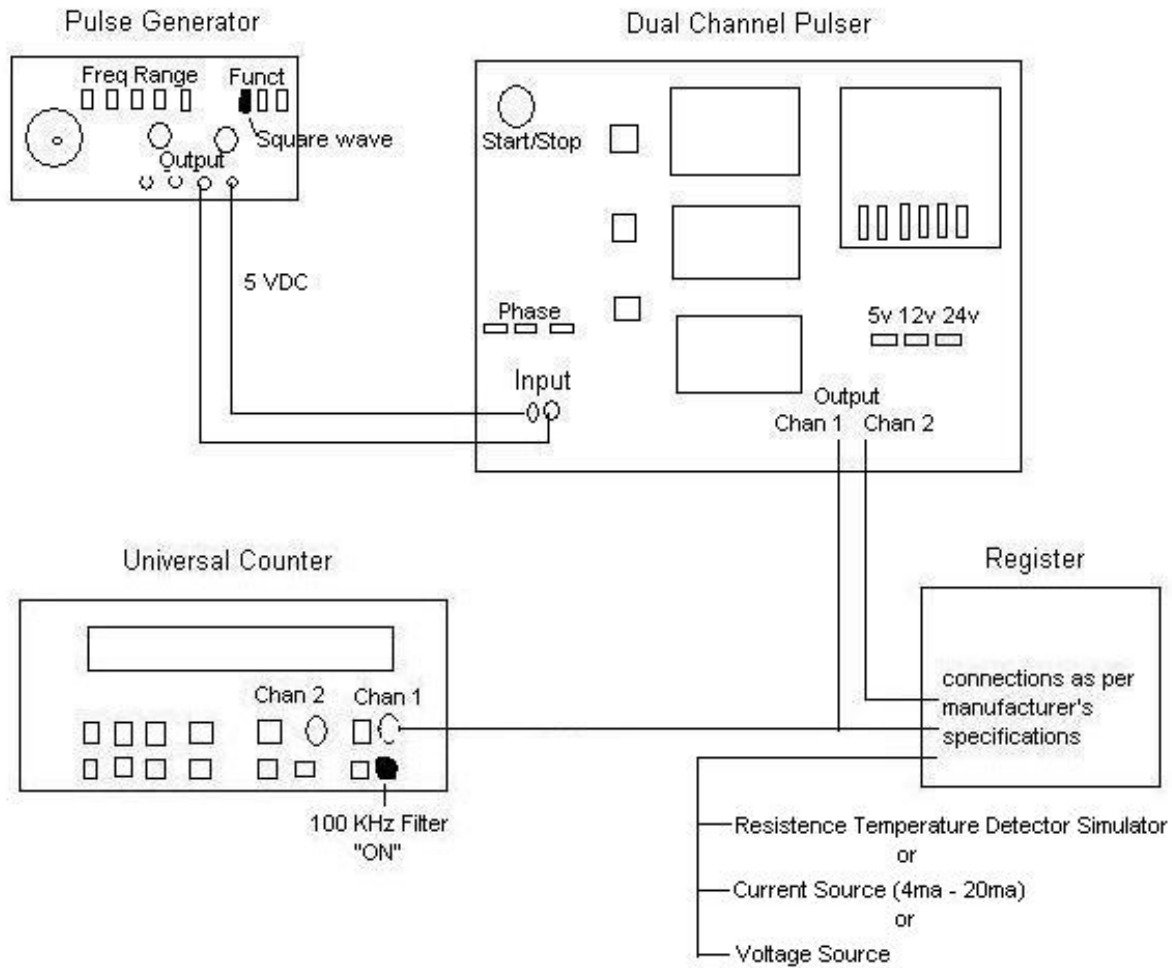 Pulse Generator
Freq Range Funct
Square wave
Output
5 VDC
Dual Channel Pulser
Start/Stop
Phase
Input
5v 12v 24v
Output
Chan 1 Chan 2
Universal Counter
Chan 2 Chan 1
100 KHz Filter
"ON"
Register
connections as per
manufacturer's
specifications
Resistence Temperature Detector Simulator
or
Current Source (4ma - 20ma)
or
Voltage Source